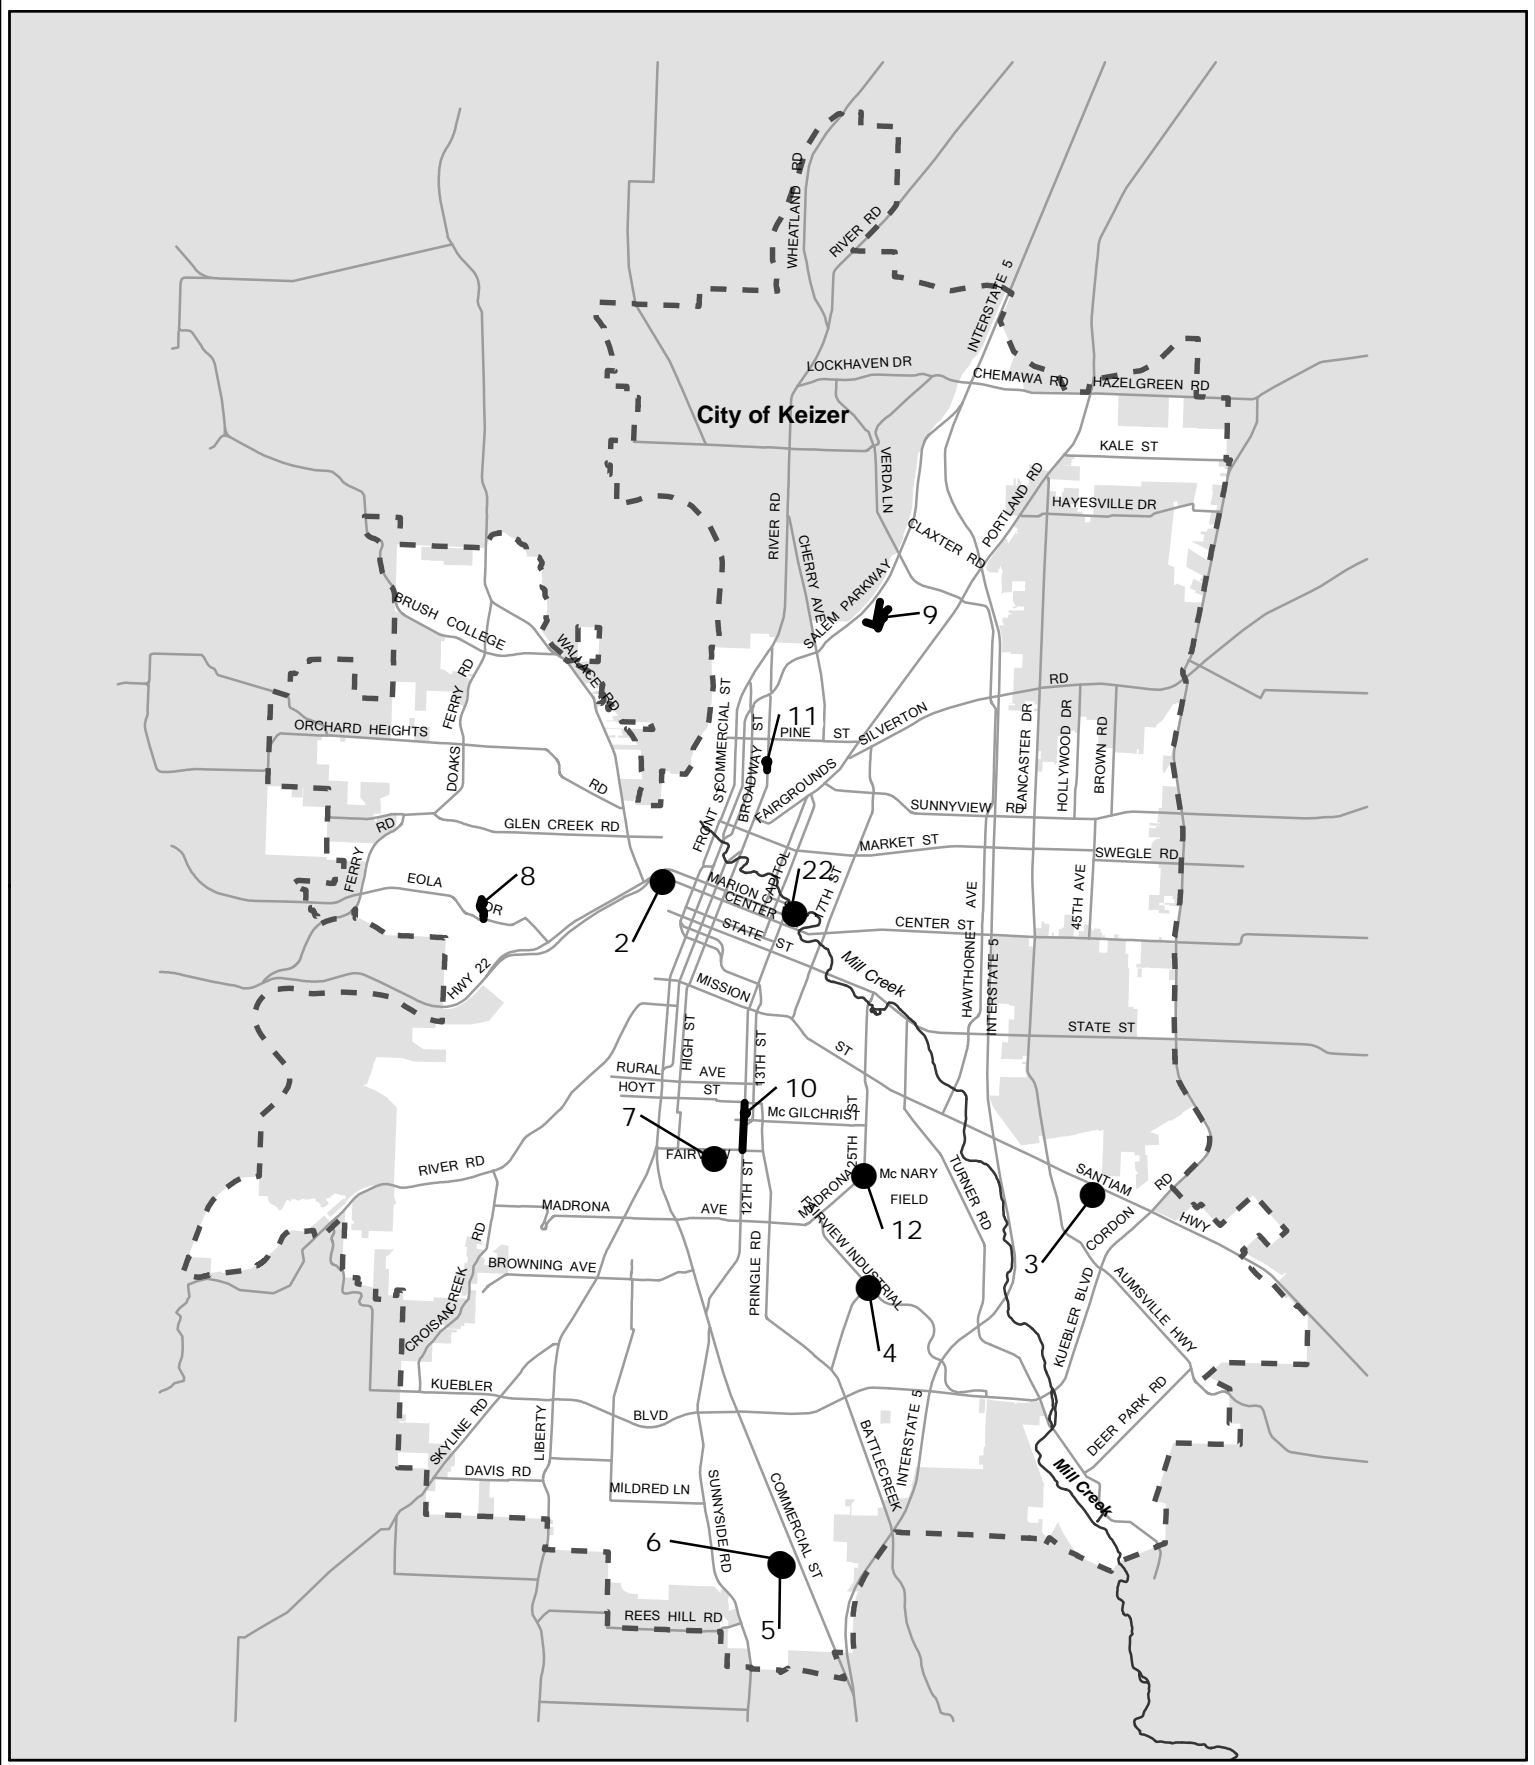 WHEATLAND RD
RIVER RD
INTERSTATE 5
LOCKHAVEN DR
CHEMAWA RD
HAZELGREEN RD
City of Keizer
KALE ST
VERDA LN
PORTLAND RD
HAYESVILLE DR
RIVER RD
CLAXTER RD
CHERRY AVE
SALEM PARKWAY
9
BRUSH COLLEGE
WALLACE RD
FERRY RD
RD
ORCHARD HEIGHTS
COMMERCIAL ST
11
BROADWAY ST
PINE ST
SILVERTON
LANCASTER DR
HOLLYWOOD DR
BROWN RD
DOAKS
RD
FAIRGROUNDS
SUNNYVIEW RD
FRONT ST
RD
GLEN CREEK RD
MARKET ST
SWEGLE RD
FERRY
EOLA
8
DR
MARION
CAPITOL
22
17TH ST
CENTER
HAWTHORNE AVE
45TH AVE
CENTER ST
2
STATE ST
Mill Creek
HWY 22
MISSION
INTERSTATE 5
STATE ST
HIGH ST
13TH ST
ST
RURAL AVE
HOYT ST
10
7
Mc GILCHRIST
ST
FAIRVIEW
25TH
RIVER RD
12TH ST
Mc NARY
FIELD
MADRONA
TURNER RD
SANTIAM
RD
MADRONA AVE
HWY
CORDON
12
FAIRVIEW INDUSTRIAL
3
RD
BROWNING AVE
PRINGLE RD
CREEK
CROISAN
4
KUEBLER BLVD
AUMSVILLE HWY
KUEBLER
BLVD
SKYLINE RD
LIBERTY
DEER PARK RD
INTERSTATE 5
BATTLECREEK
DAVIS RD
MILDRED LN
SUNNYSIDE RD
COMMERCIAL ST
Mill Creek
6
REES HILL RD
5